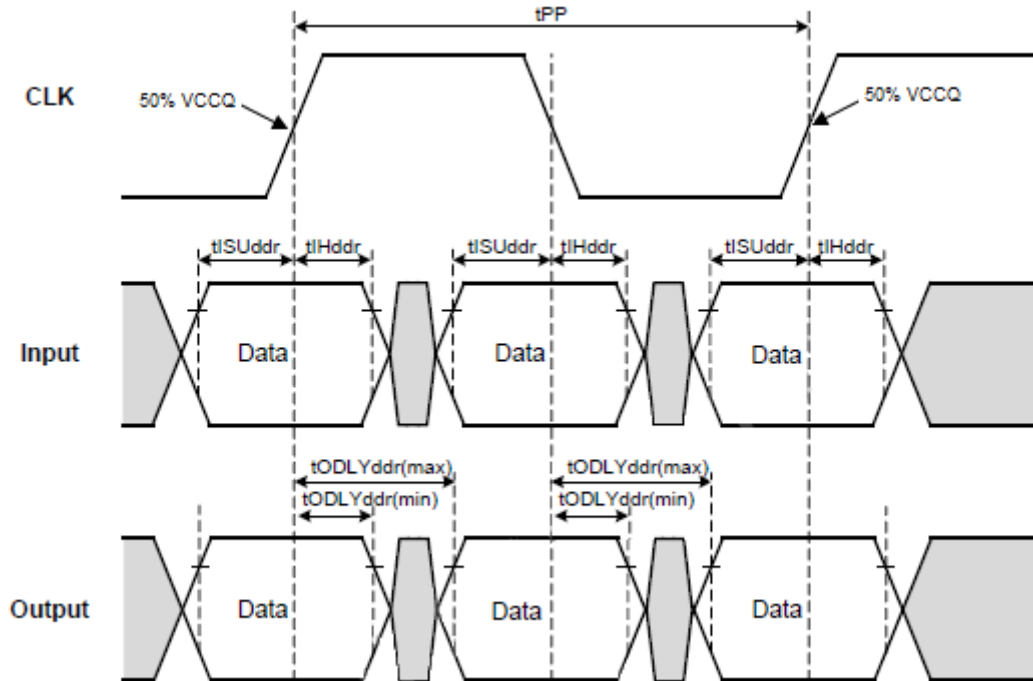 tPP
CLK
50% VCCQ
50% VCCQ
tISUddr
tIHddr
tISUddr
tIHddr
tISUddr
tIHddr
Input
Data
Data
Data
tODLYddr(max)
tODLYddr(min)
tODLYddr(max)
tODLYddr(min)
Output
Data
Data
Data